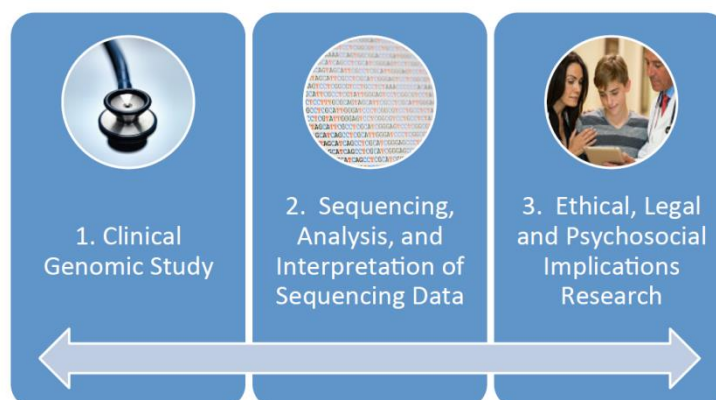 1. Clinical
Genomic Study
2. Sequencing,
Analysis, and
Interpretation of
Sequencing Data
3. Ethical, Legal
and Psychosocial
Implications
Research